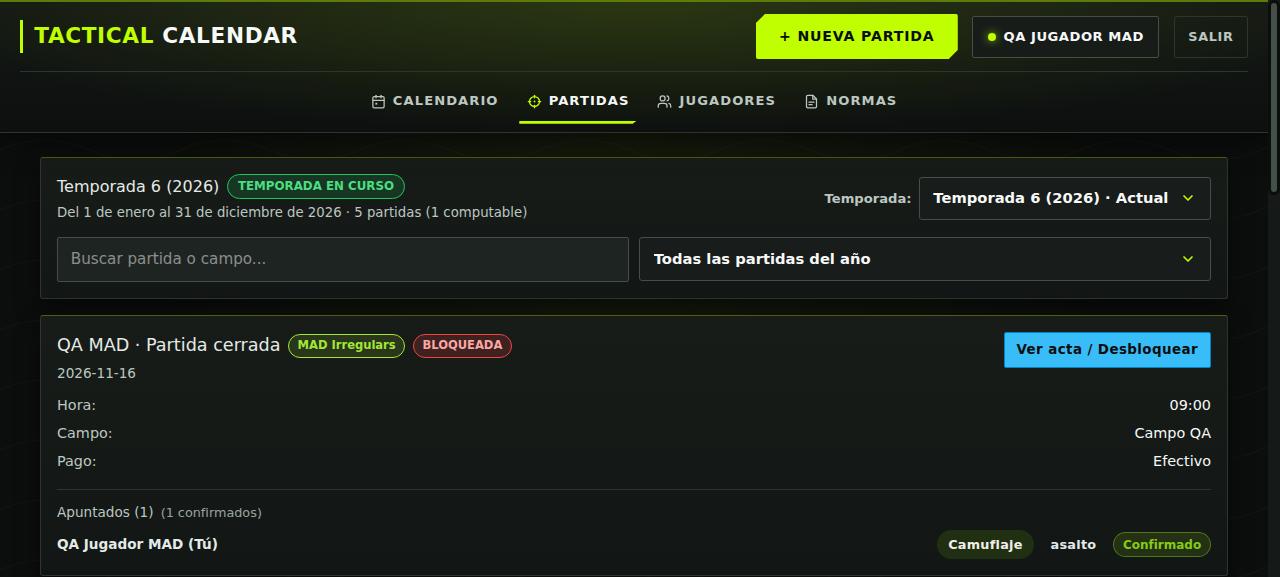 TACTICAL CALENDAR
+ NUEVA PARTIDA
QA JUGADOR MAD
SALIR
CALENDARIO
PARTIDAS
JUGADORES
NORMAS
Temporada 6 (2026) TEMPORADA EN CURSO
Del 1 de enero al 31 de diciembre de 2026 · 5 partidas (1 computable)
Temporada: Temporada 6 (2026) · Actual
Buscar partida o campo...
Todas las partidas del año
QA MAD · Partida cerrada MAD Irregulars BLOQUEADA
Ver acta / Desbloquear
2026-11-16
Hora: 09:00
Campo: Campo QA
Pago: Efectivo
Apuntados (1) (1 confirmados)
QA Jugador MAD (Tú) Camuflaje asalto Confirmado